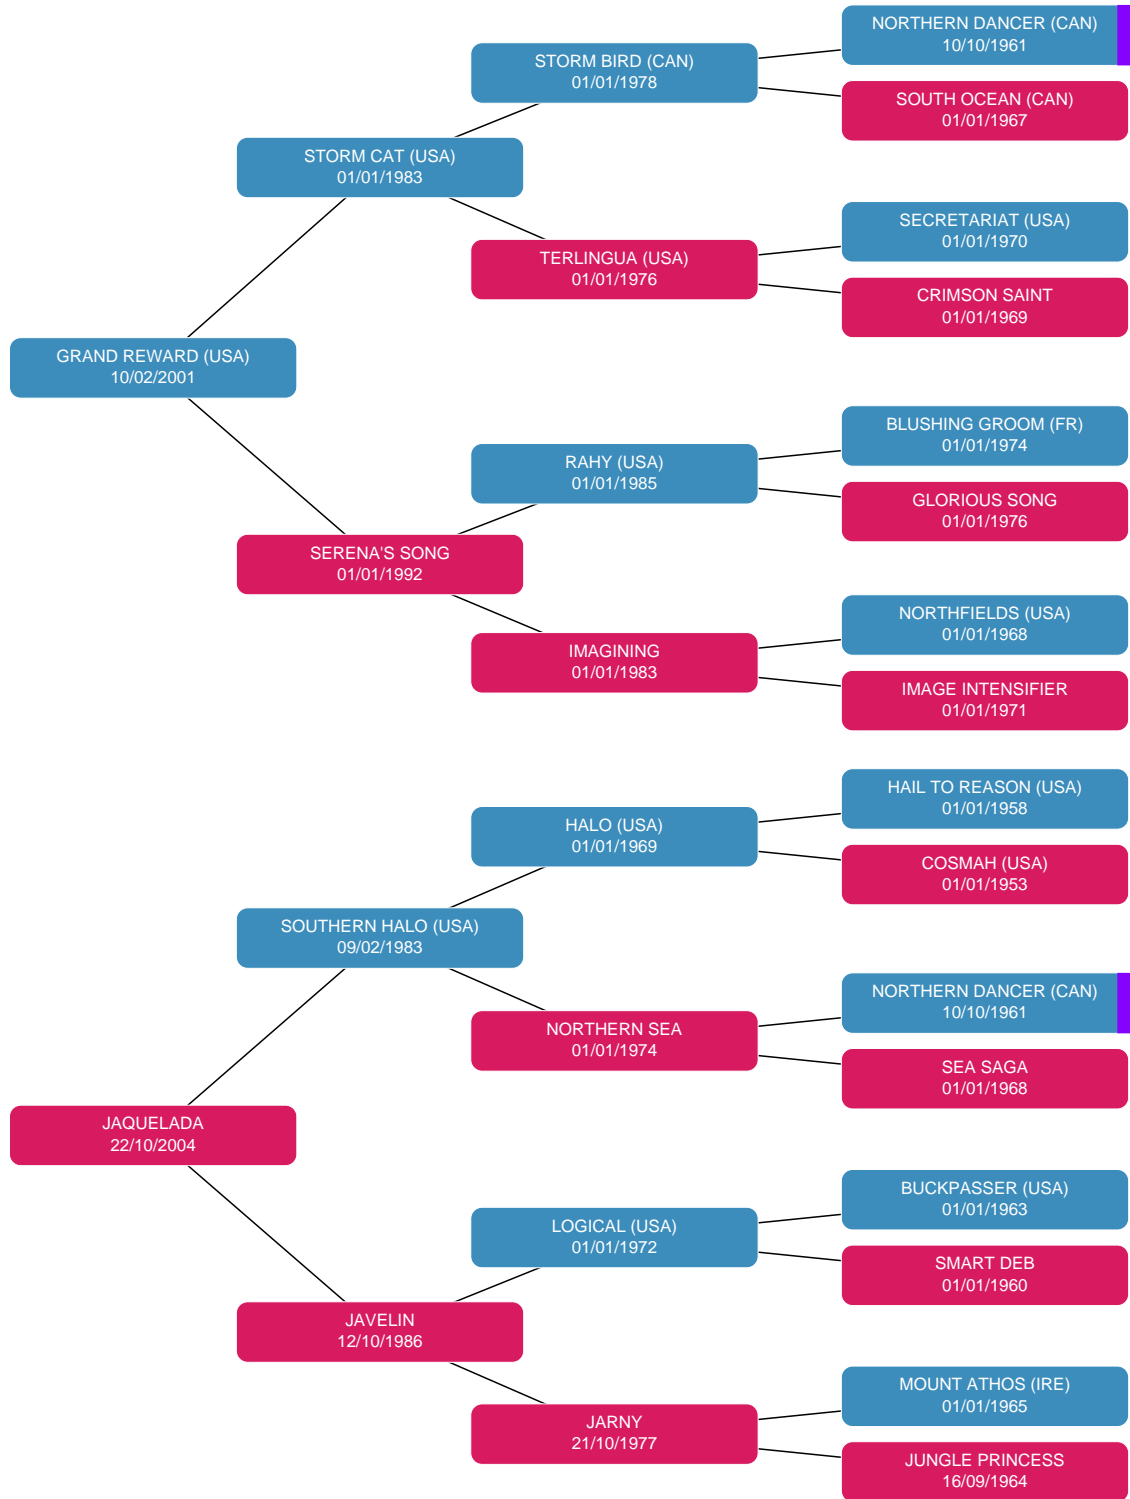 NORTHERN DANCER (CAN)
10/10/1961
STORM BIRD (CAN)
01/01/1978
SOUTH OCEAN (CAN)
01/01/1967
STORM CAT (USA)
01/01/1983
SECRETARIAT (USA)
01/01/1970
TERLINGUA (USA)
01/01/1976
CRIMSON SAINT
01/01/1969
GRAND REWARD (USA)
10/02/2001
BLUSHING GROOM (FR)
01/01/1974
RAHY (USA)
01/01/1985
GLORIOUS SONG
01/01/1976
SERENA'S SONG
01/01/1992
NORTHFIELDS (USA)
01/01/1968
IMAGINING
01/01/1983
IMAGE INTENSIFIER
01/01/1971
HAIL TO REASON (USA)
01/01/1958
HALO (USA)
01/01/1969
COSMAH (USA)
01/01/1953
SOUTHERN HALO (USA)
09/02/1983
NORTHERN DANCER (CAN)
10/10/1961
NORTHERN SEA
01/01/1974
SEA SAGA
01/01/1968
JAQUELADA
22/10/2004
BUCKPASSER (USA)
01/01/1963
LOGICAL (USA)
01/01/1972
SMART DEB
01/01/1960
JAVELIN
12/10/1986
MOUNT ATHOS (IRE)
01/01/1965
JARNY
21/10/1977
JUNGLE PRINCESS
16/09/1964